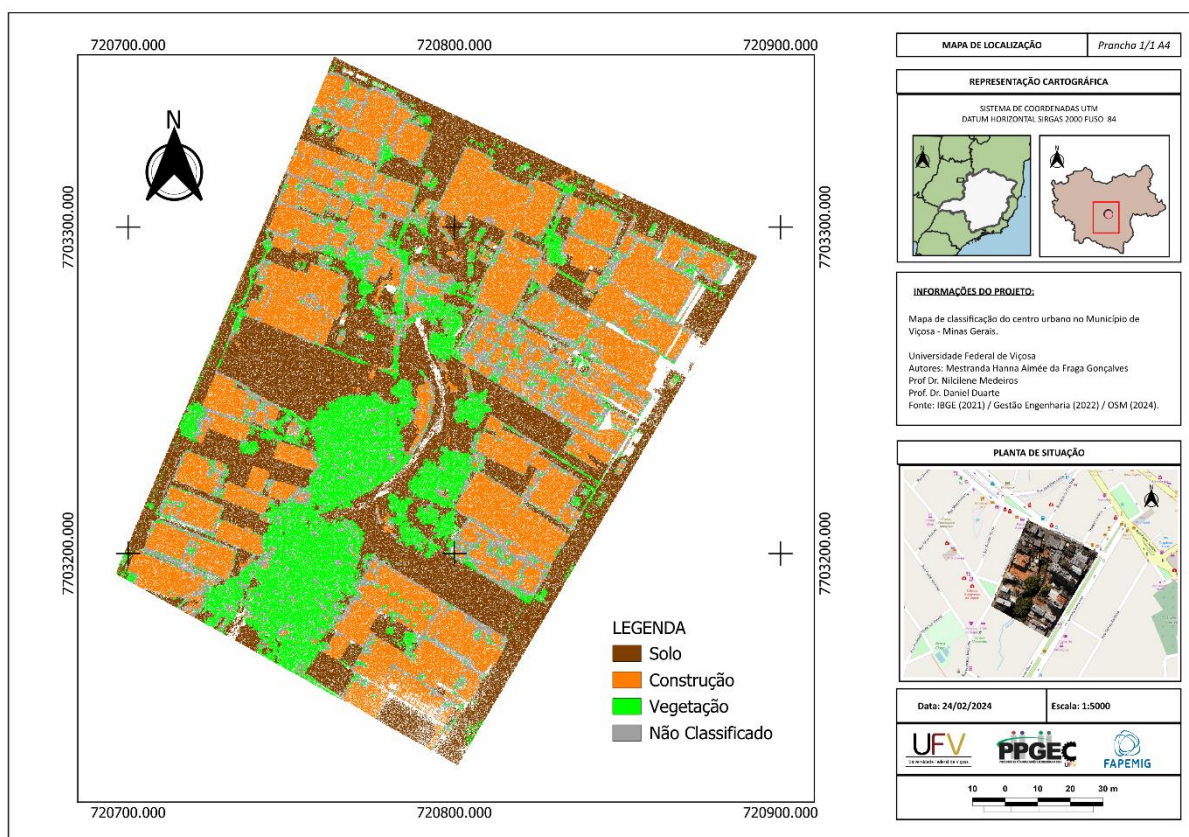 720700.000
720800.000
720900.000
N
7703300.000
7703300.000
7703200.000
7703200.000
LEGENDA
Solo
Construção
Vegetação
Não Classificado
720700.000
720800.000
720900.000
MAPA DE LOCALIZAÇÃO
Prancha 1/1 A4
REPRESENTAÇÃO CARTOGRÁFICA
SISTEMA DE COORDENADAS UTM
DATUM HORIZONTAL SIRGAS 2000 FUSO 84
N
N
INFORMAÇÕES DO PROJETO:
Mapa de classificação do centro urbano no Município de
Viçosa - Minas Gerais.
Universidade Federal de Viçosa
Autores: Mestranda Hanna Aimée da Fraga Gonçalves
Prof Dr. Nilcilene Medeiros
Prof. Dr. Daniel Duarte
Fonte: IBGE (2021) / Gestão Engenharia (2022) / OSM (2024).
PLANTA DE SITUAÇÃO
N
Data: 24/02/2024
Escala: 1:5000
UFV
Universidade Federal de Viçosa
PPGEC
UFV
FAPEMIG
10 0 10 20 30 m